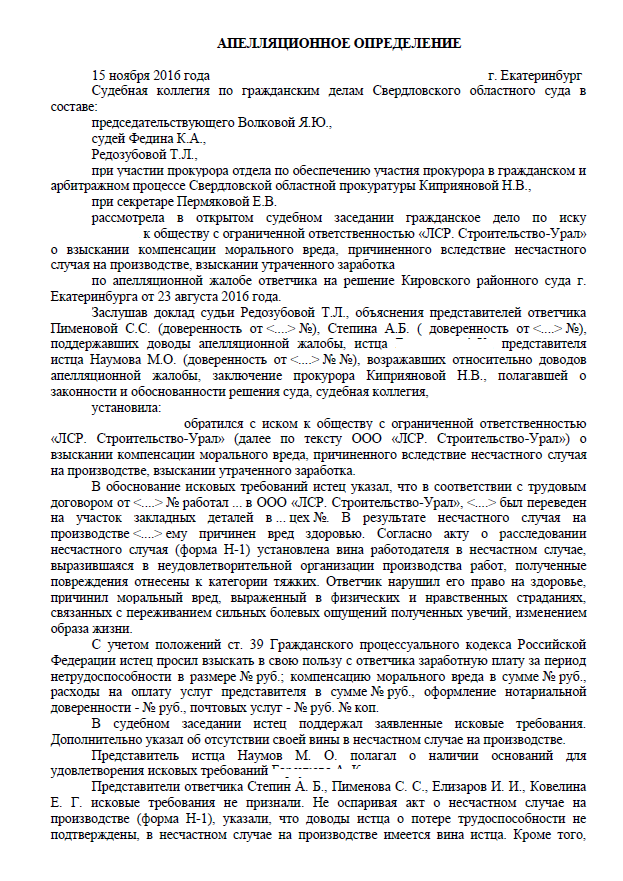 АПЕЛЛЯЦИОННОЕ ОПРЕДЕЛЕНИЕ
15 ноября 2016 года г. Екатеринбург
Судебная коллегия по гражданским делам Свердловского областного суда в
составе:
председательствующего Волковой Я.Ю.,
судей Федина К.А.,
Редозубовой Т.Л.,
при участии прокурора отдела по обеспечению участия прокурора в гражданском и
арбитражном процессе Свердловской областной прокуратуры Киприяновой Н.В.,
при секретаре Пермяковой Е.В.
рассмотрела в открытом судебном заседании гражданское дело по иску
к обществу с ограниченной ответственностью «ЛСР. Строительство-Урал»
о взыскании компенсации морального вреда, причиненного вследствие несчастного
случая на производстве, взыскании утраченного заработка
по апелляционной жалобе ответчика на решение Кировского районного суда г.
Екатеринбурга от 23 августа 2016 года.
Заслушав доклад судьи Редозубовой Т.Л., объяснения представителей ответчика
Пименовой С.С. (доверенность от <....> №), Степина А.Б. ( доверенность от <....> №),
поддержавших доводы апелляционной жалобы, истца представителя
истца Наумова М.О. (доверенность от <....> № №), возражавших относительно доводов
апелляционной жалобы, заключение прокурора Киприяновой Н.В., полагавшей о
законности и обоснованности решения суда, судебная коллегия,
установила:
обратился с иском к обществу с ограниченной ответственностью
«ЛСР. Строительство-Урал» (далее по тексту ООО «ЛСР. Строительство-Урал») о
взыскании компенсации морального вреда, причиненного вследствие несчастного случая
на производстве, взыскании утраченного заработка.
В обоснование исковых требований истец указал, что в соответствии с трудовым
договором от <....> № работал ... в ООО «ЛСР. Строительство-Урал», <....> был переведен
на участок закладных деталей в ... цех №. В результате несчастного случая на
производстве <....> ему причинен вред здоровью. Согласно акту о расследовании
несчастного случая (форма Н-1) установлена вина работодателя в несчастном случае,
выразившаяся в неудовлетворительной организации производства работ, полученные
повреждения отнесены к категории тяжких. Ответчик нарушил его право на здоровье,
причинил моральный вред, выраженный в физических и нравственных страданиях,
связанных с переживанием сильных болевых ощущений полученных увечий, изменением
образа жизни.
С учетом положений ст. 39 Гражданского процессуального кодекса Российской
Федерации истец просил взыскать в свою пользу с ответчика заработную плату за период
нетрудоспособности в размере № руб.; компенсацию морального вреда в сумме № руб.,
расходы на оплату услуг представителя в сумме № руб., оформление нотариальной
доверенности - № руб., почтовых услуг - № руб. № коп.
В судебном заседании истец поддержал заявленные исковые требования.
Дополнительно указал об отсутствии своей вины в несчастном случае на производстве.
Представитель истца Наумов М. О. полагал о наличии оснований для
удовлетворения исковых требований
Представители ответчика Степин А. Б., Пименова С. С., Елизаров И. И., Ковелина
Е. Г. исковые требования не признали. Не оспаривая акт о несчастном случае на
производстве (форма Н-1), указали, что доводы истца о потере трудоспособности не
подтверждены, в несчастном случае на производстве имеется вина истца. Кроме того,